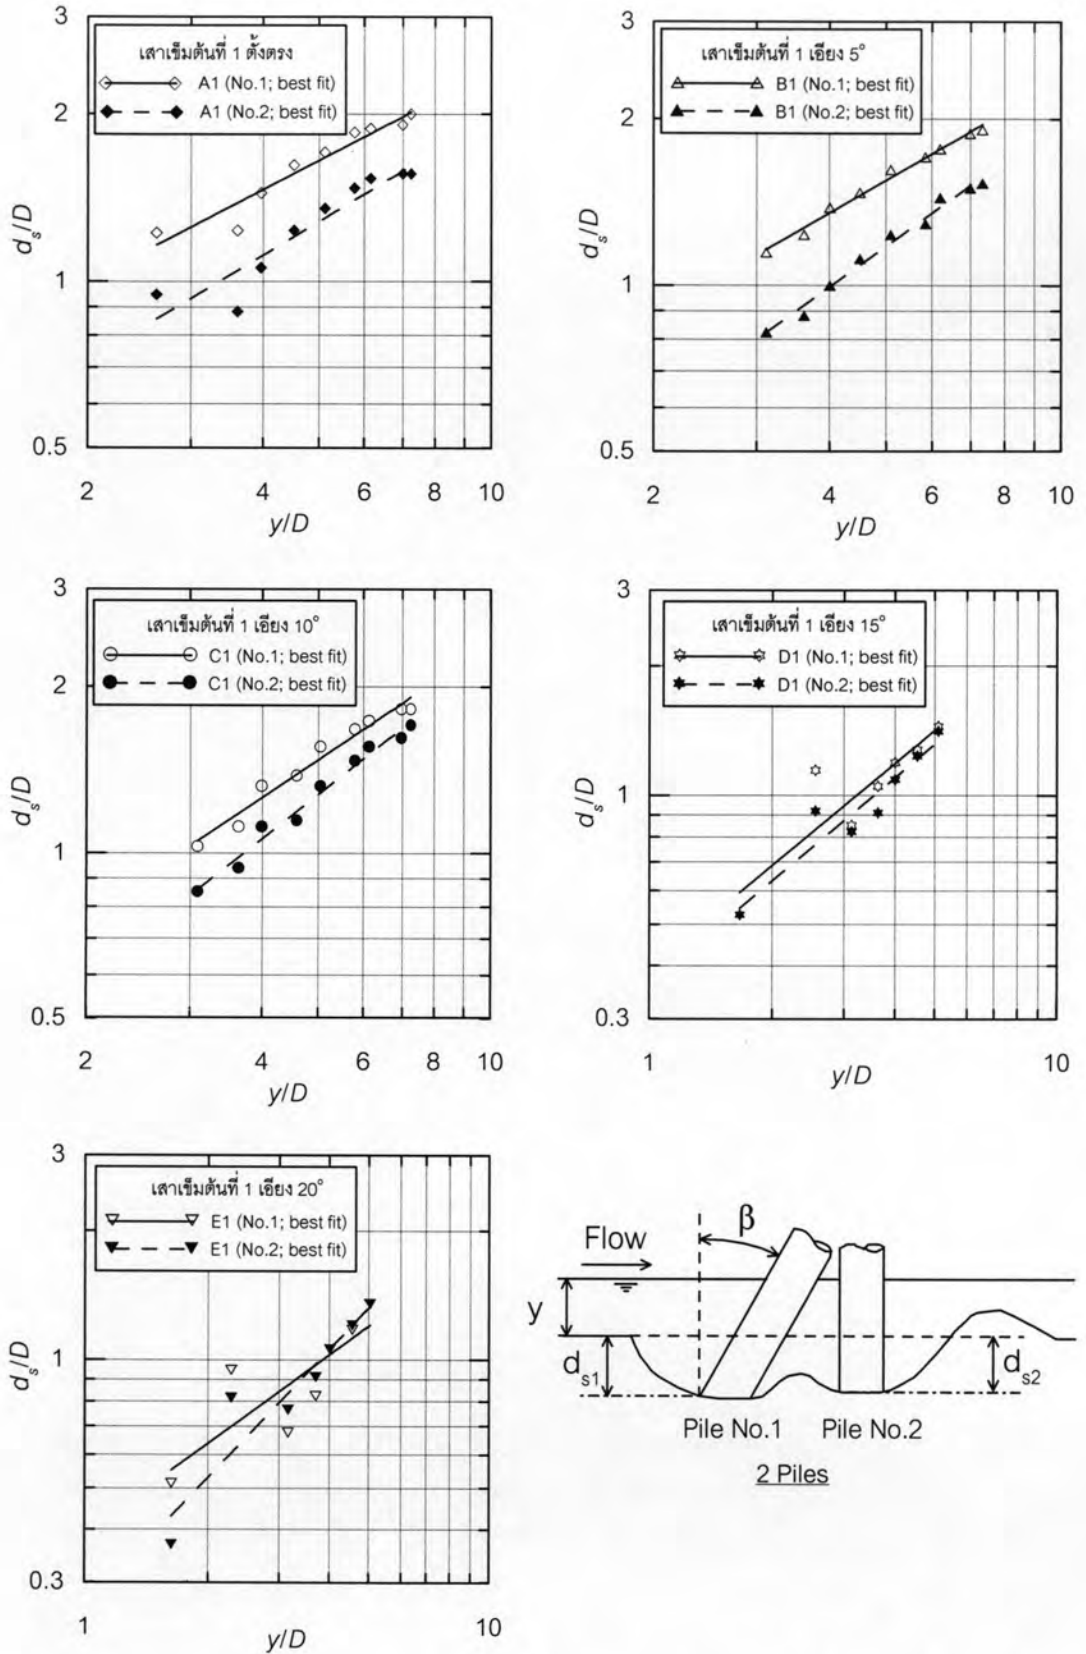 3
เสาเข็มต้นที่ 1 ตั้งตรง
A1 (No.1; best fit)
A1 (No.2; best fit)
2
1
0.5
d_s/D
2
4
6
8
10
y/D
3
เสาเข็มต้นที่ 1 เอียง 5°
B1 (No.1; best fit)
B1 (No.2; best fit)
2
1
0.5
d_s/D
2
4
6
8
10
y/D
3
เสาเข็มต้นที่ 1 เอียง 10°
C1 (No.1; best fit)
C1 (No.2; best fit)
2
1
0.5
d_s/D
2
4
6
8
10
y/D
3
เสาเข็มต้นที่ 1 เอียง 15°
D1 (No.1; best fit)
D1 (No.2; best fit)
2
1
0.3
d_s/D
1
10
y/D
3
เสาเข็มต้นที่ 1 เอียง 20°
E1 (No.1; best fit)
E1 (No.2; best fit)
2
1
0.3
d_s/D
1
10
y/D
Flow
β
y
d_s1
d_s2
Pile No.1 Pile No.2
2 Piles